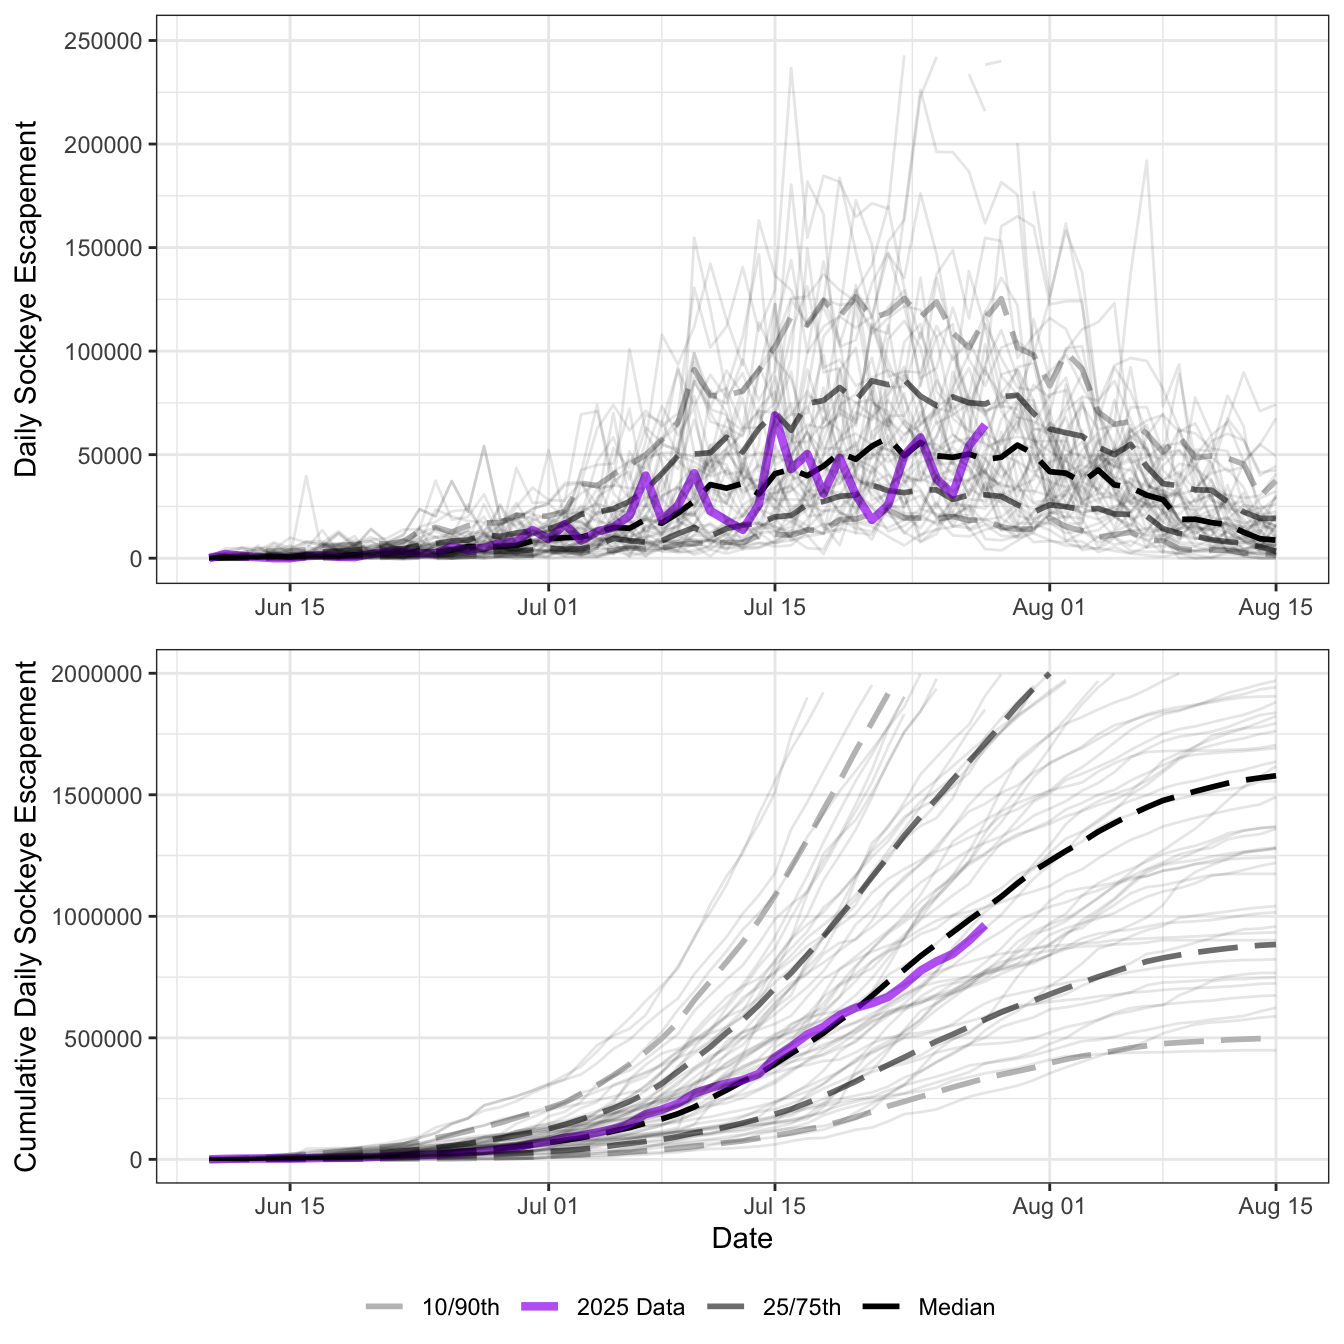 Daily Sockeye Escapement
250000
200000
150000
100000
50000
0
Jun 15 Jul 01 Jul 15 Aug 01 Aug 15
Cumulative Daily Sockeye Escapement
2000000
1500000
1000000
500000
0
Jun 15 Jul 01 Jul 15 Aug 01 Aug 15
Date
10/90th 2025 Data 25/75th Median